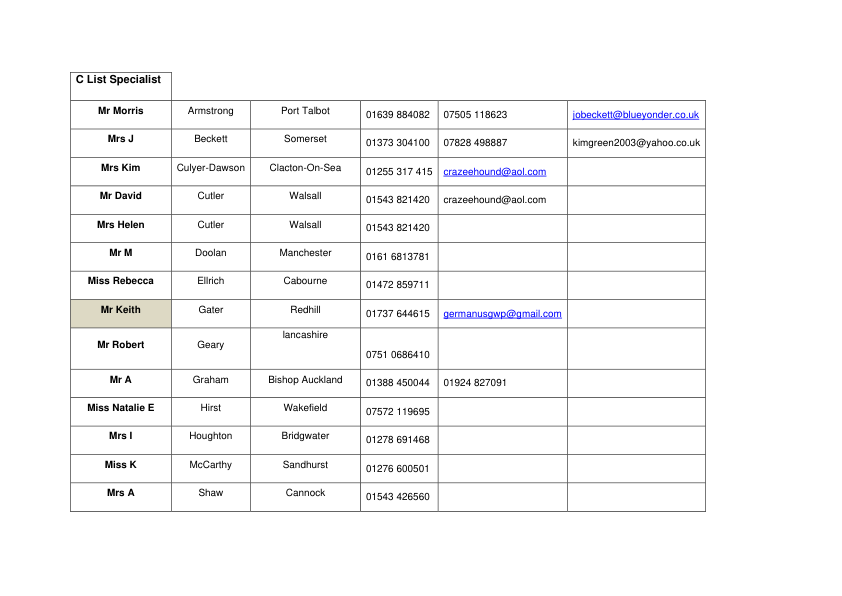 C List Specialist
Mr Morris Armstrong Port Talbot 01639 884082 07505 118623 jobeckett@blueyonder.co.uk
Mrs J Beckett Somerset 01373 304100 07828 498887 kimgreen2003@yahoo.co.uk
Mrs Kim Culyer-Dawson Clacton-On-Sea 01255 317 415 crazeehound@aol.com
Mr David Cutler Walsall 01543 821420 crazeehound@aol.com
Mrs Helen Cutler Walsall 01543 821420
Mr M Doolan Manchester 0161 6813781
Miss Rebecca Ellrich Cabourne 01472 859711
Mr Keith Gater Redhill 01737 644615 germanusgwp@gmail.com
Mr Robert Geary lancashire 0751 0686410
Mr A Graham Bishop Auckland 01388 450044 01924 827091
Miss Natalie E Hirst Wakefield 07572 119695
Mrs I Houghton Bridgwater 01278 691468
Miss K McCarthy Sandhurst 01276 600501
Mrs A Shaw Cannock 01543 426560